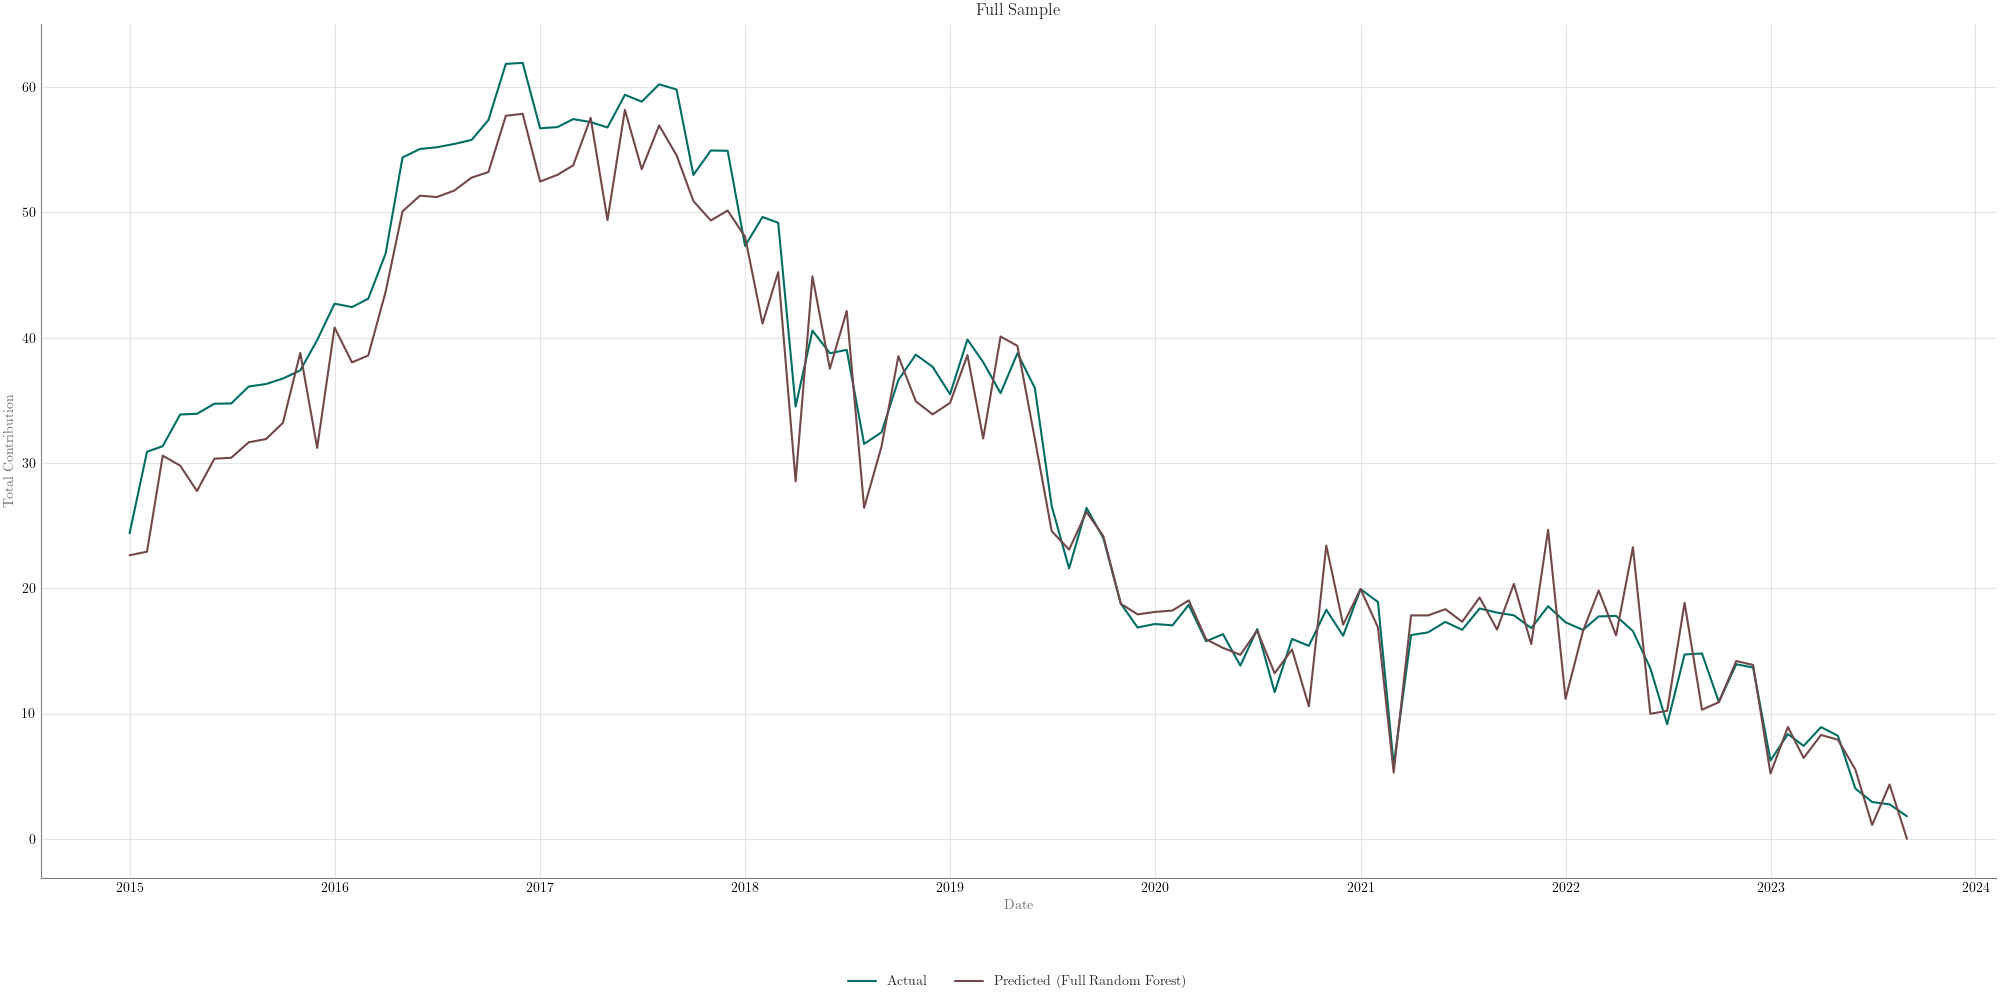 Full Sample
Total Contribution
60
50
40
30
20
10
0
2015 2016 2017 2018 2019 2020 2021 2022 2023 2024
Date
Actual Predicted (Full Random Forest)